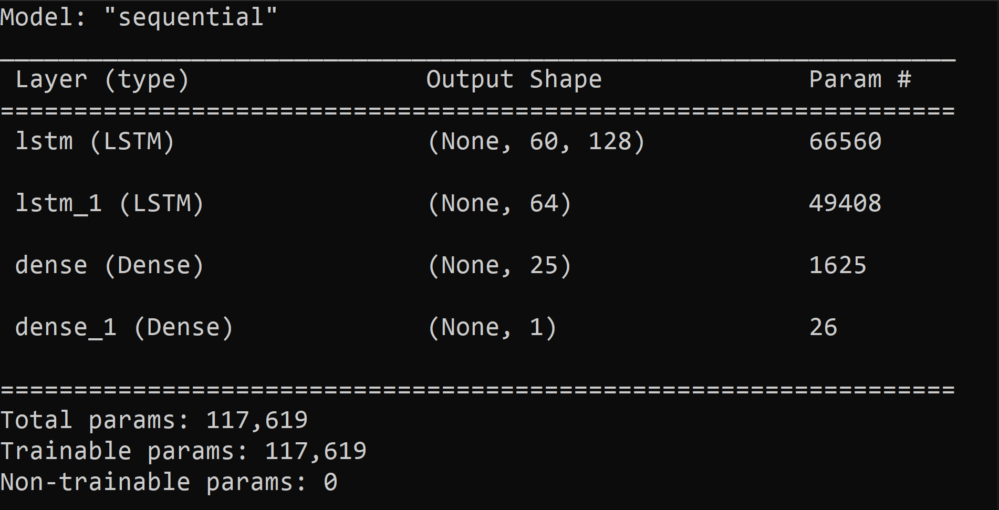 Model: "sequential"
_________________________________________________________________
Layer (type)                Output Shape              Param #
=================================================================
lstm (LSTM)                 (None, 60, 128)           66560
lstm_1 (LSTM)               (None, 64)                49408
dense (Dense)               (None, 25)                1625
dense_1 (Dense)             (None, 1)                 26
=================================================================
Total params: 117,619
Trainable params: 117,619
Non-trainable params: 0